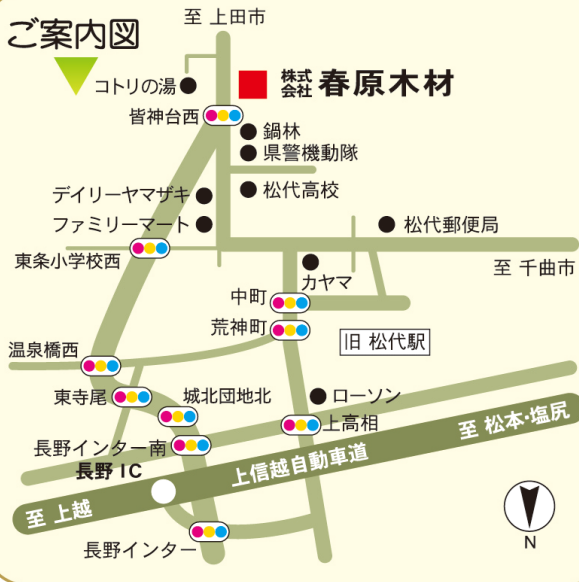 至 上田市
ご案内図
コトリの湯
株式会社 春原木材
皆神台西
鍋林
県警機動隊
デイリーヤマザキ
松代高校
ファミリーマート
松代郵便局
東条小学校西
至 千曲市
カヤマ
中町
荒神町
旧 松代駅
温泉橋西
東寺尾
城北団地北
ローソン
上高相
至 松本・塩尻
長野インター南
長野 IC
上信越自動車道
至 上越
長野インター
N